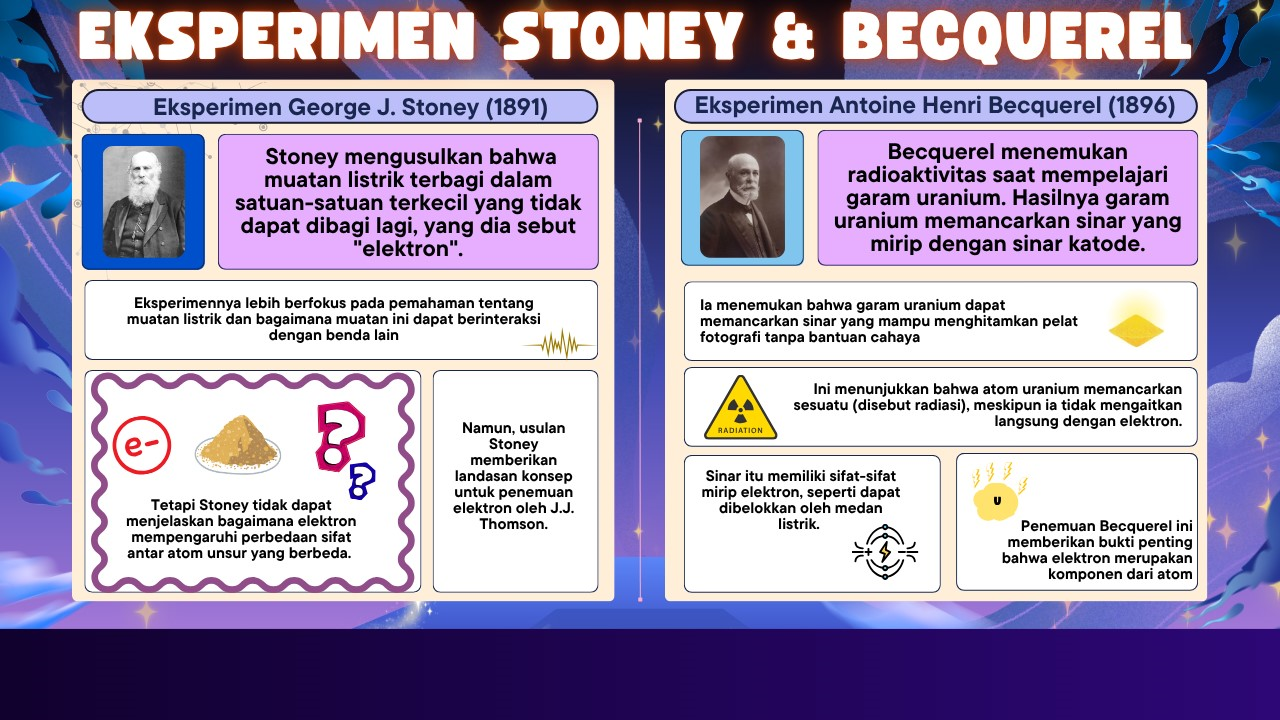 EKSPERIMEN STONEY & BECQUEREL
Eksperimen George J. Stoney (1891)
Stoney mengusulkan bahwa
muatan listrik terbagi dalam
satuan-satuan terkecil yang tidak
dapat dibagi lagi, yang dia sebut
"elektron".
Eksperimennya lebih berfokus pada pemahaman tentang
muatan listrik dan bagaimana muatan ini dapat berinteraksi
dengan benda lain
e-
? ?
Tetapi Stoney tidak dapat
menjelaskan bagaimana elektron
mempengaruhi perbedaan sifat
antar atom unsur yang berbeda.
Namun, usulan
Stoney
memberikan
landasan konsep
untuk penemuan
elektron oleh J.J.
Thomson.
Eksperimen Antoine Henri Becquerel (1896)
Becquerel menemukan
radioaktivitas saat mempelajari
garam uranium. Hasilnya garam
uranium memancarkan sinar yang
mirip dengan sinar katode.
Ia menemukan bahwa garam uranium dapat
memancarkan sinar yang mampu menghitamkan pelat
fotografi tanpa bantuan cahaya
RADIATION
Ini menunjukkan bahwa atom uranium memancarkan
sesuatu (disebut radiasi), meskipun ia tidak mengaitkan
langsung dengan elektron.
Sinar itu memiliki sifat-sifat
mirip elektron, seperti dapat
dibelokkan oleh medan
listrik.
U
Penemuan Becquerel ini
memberikan bukti penting
bahwa elektron merupakan
komponen dari atom